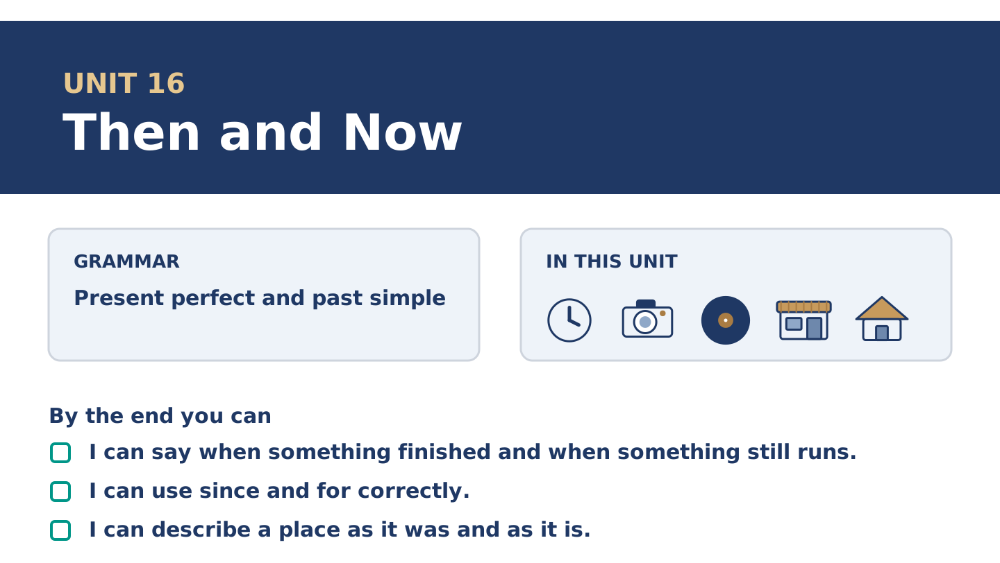 UNIT 16
Then and Now
GRAMMAR
Present perfect and past simple
IN THIS UNIT
By the end you can
I can say when something finished and when something still runs.
I can use since and for correctly.
I can describe a place as it was and as it is.